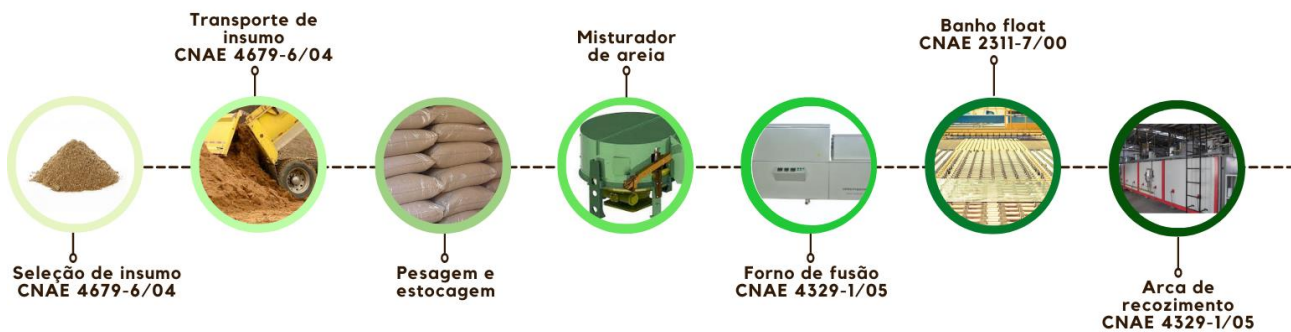 Transporte de
insumo
CNAE 4679-6/04
Misturador
de areia
Banho float
CNAE 2311-7/00
Seleção de insumo
CNAE 4679-6/04
Pesagem e
estocagem
Forno de fusão
CNAE 4329-1/05
Arca de
recozimento
CNAE 4329-1/05